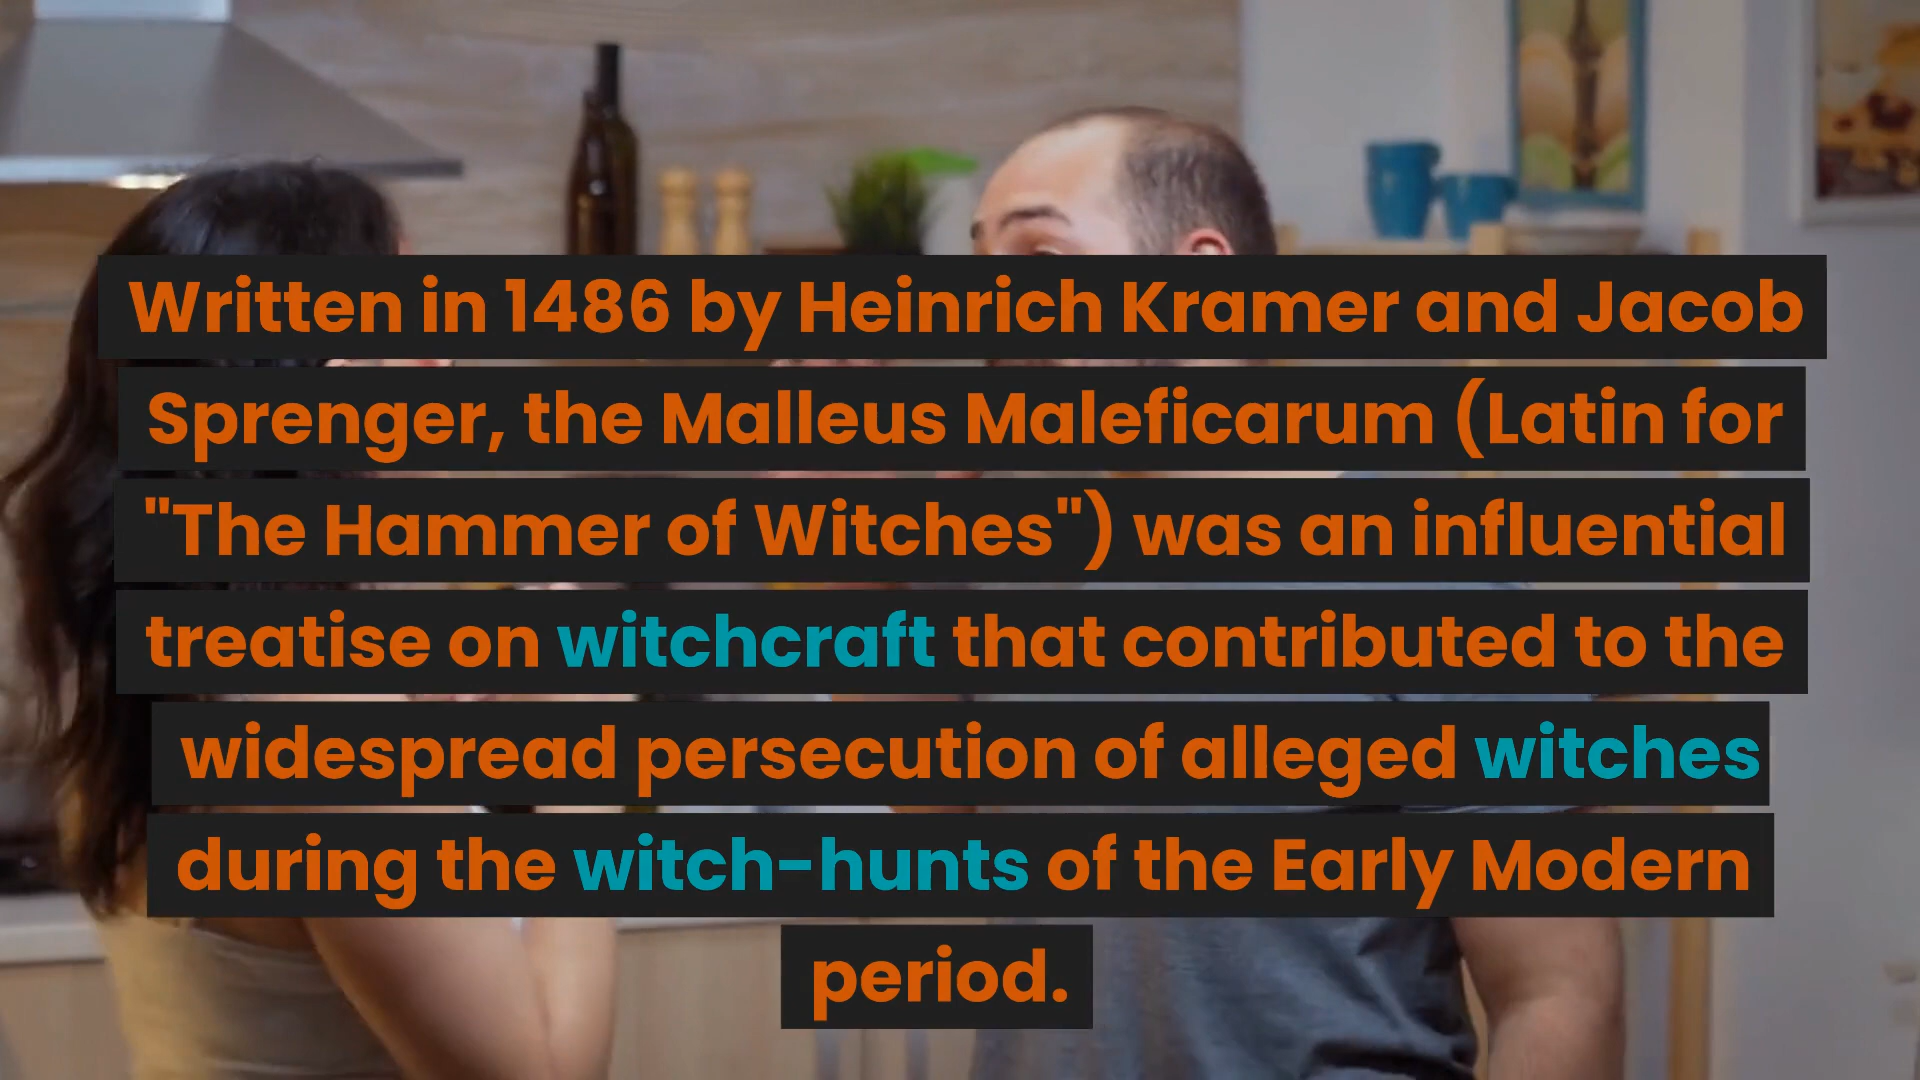 Written in 1486 by Heinrich Kramer and Jacob
Sprenger, the Malleus Maleficarum (Latin for
"The Hammer of Witches") was an influential
treatise on witchcraft that contributed to the
widespread persecution of alleged witches
during the witch-hunts of the Early Modern
period.